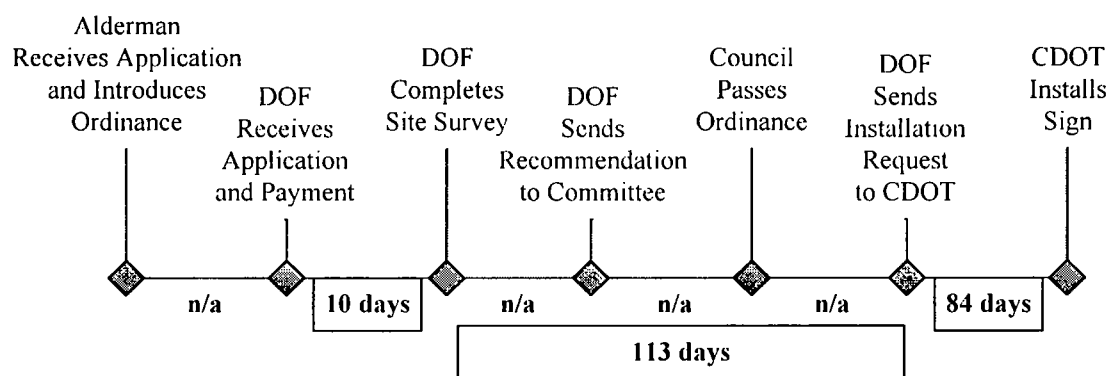 Alderman
Receives Application
and Introduces
Ordinance
DOF
Receives
Application
and Payment
DOF
Completes
Site Survey
DOF
Sends
Recommendation
to Committee
Council
Passes
Ordinance
DOF
Sends
Installation
Request
to CDOT
CDOT
Installs
Sign
n/a
10 days
n/a
n/a
n/a
84 days
113 days